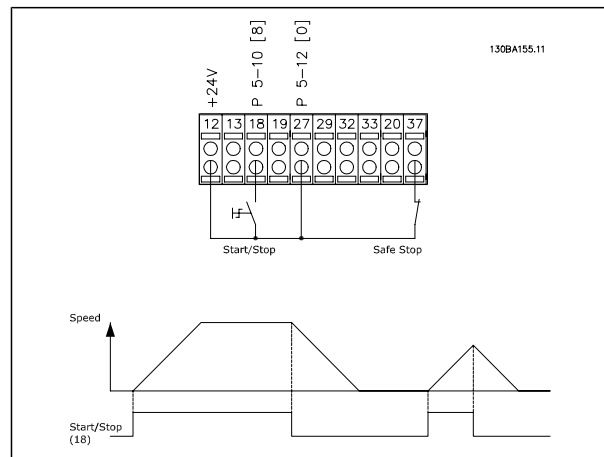 130BA155.11
+24V
P 5-10 [8]
P 5-12 [0]
12 13 18 19 27 29 32 33 20 37
Start/Stop
Safe Stop
Speed
Start/Stop
(18)